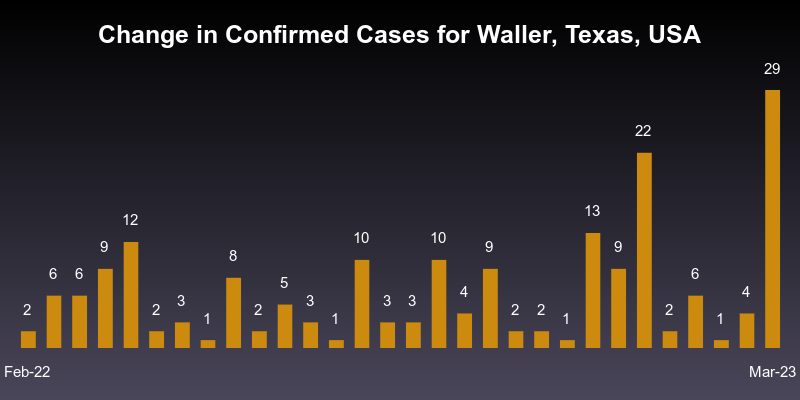 Change in Confirmed Cases for Waller, Texas, USA
2 6 6 9 12 2 3 1 8 2 5 3 1 10 3 3 10 4 9 2 2 1 13 9 22 2 6 1 4 29
Feb-22 Mar-23